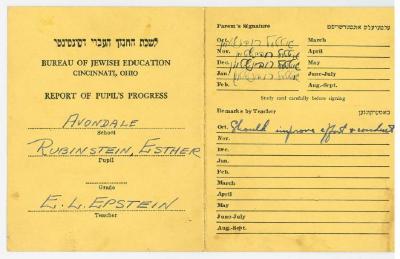 לשכת החנוך העברי דסינסינטי
BUREAU OF JEWISH EDUCATION
CINCINNATI, OHIO
REPORT OF PUPIL'S PROGRESS
AVONDALE
School
RUBINSTEIN, ESTHER
Pupil
Grade
E. L. EPSTEIN
Teacher
Parent's Signature
Oct.
Nov.
Dec.
Jan.
Feb.
March
April
May
June-July
Aug.-Sept.
Study card carefully before signing
Remarks by Teacher
Oct. Should improve effort & conduct
Nov.
Dec.
Jan.
Feb.
March
April
May
June-July
Aug.-Sept.